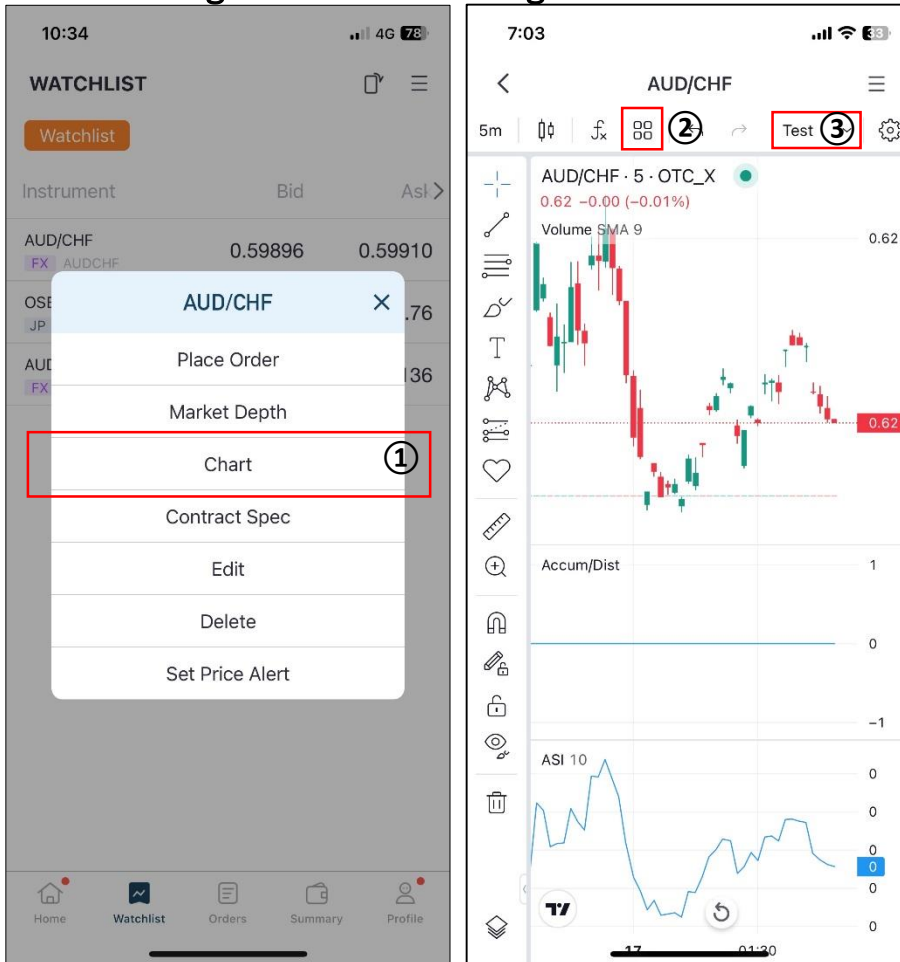 10:34
4G 78
WATCHLIST
Watchlist
Instrument Bid Ask
AUD/CHF 0.59896 0.59910
FX AUDCHF
OSE .76
JP
AUD 136
FX
AUD/CHF
Place Order
Market Depth
Chart ①
Contract Spec
Edit
Delete
Set Price Alert
Home Watchlist Orders Summary Profile
7:03
33
AUD/CHF
5m fx ② Test ③
AUD/CHF · 5 · OTC_X
0.62 −0.00 (−0.01%)
Volume SMA 9
0.62
T
0.62
Accum/Dist
1
0
−1
ASI 10
0
0
0
0
0
0
17 01:30